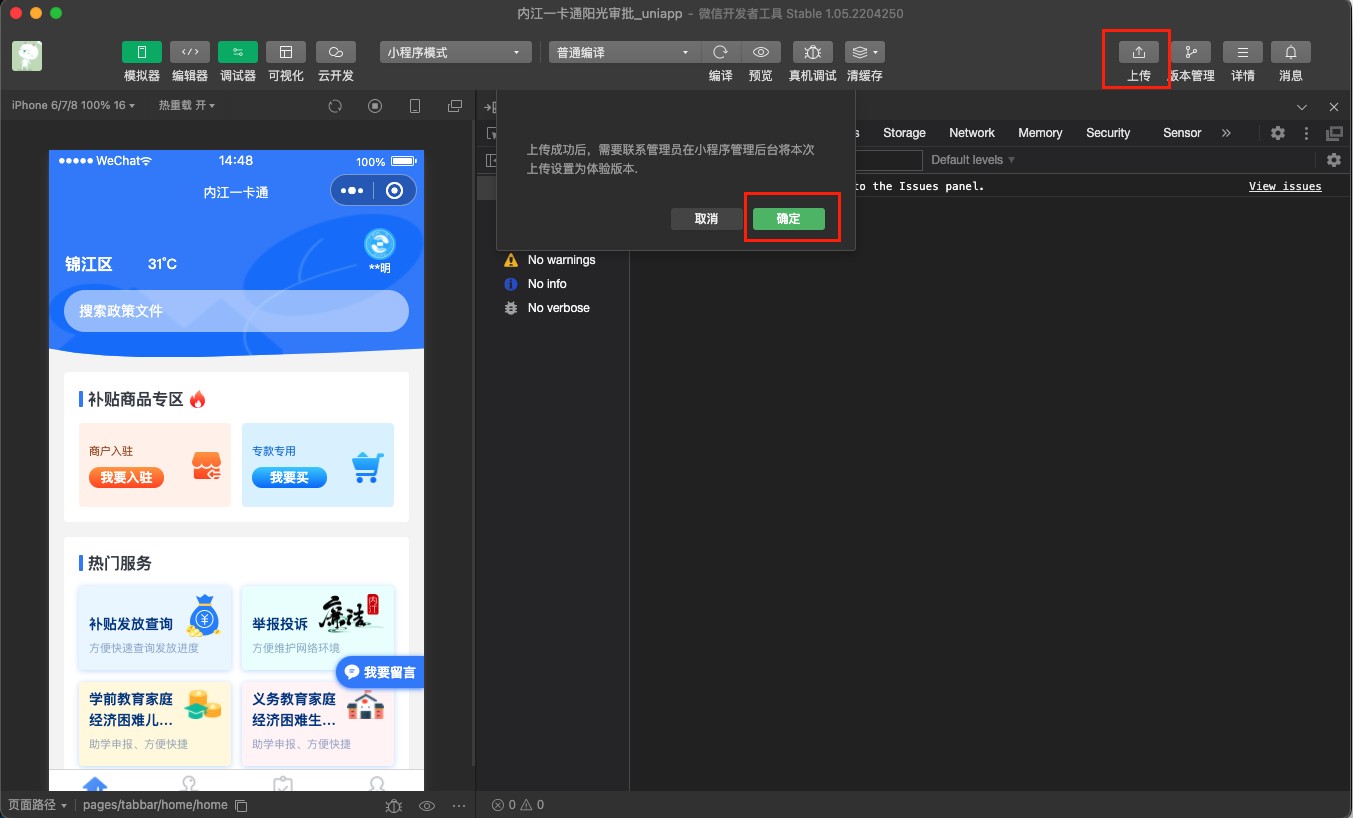 内江一卡通阳光审批_uniapp - 微信开发者工具 Stable 1.05.2204250
模拟器
编辑器
调试器
可视化
云开发
小程序模式
普通编译
编译
预览
真机调试
清缓存
上传
版本管理
详情
消息
iPhone 6/7/8 100% 16
热重载 开
WeChat
14:48
100%
内江一卡通
锦江区
31℃
**明
搜索政策文件
补贴商品专区
商户入驻
我要入驻
专款专用
我要买
热门服务
补贴发放查询
方便快速查询发放进度
举报投诉
方便维护网络环境
廉洁
内江
我要留言
学前教育家庭
经济困难儿...
助学申报、方便快捷
义务教育家庭
经济困难生...
助学申报、方便快捷
页面路径
pages/tabbar/home/home
上传成功后，需要联系管理员在小程序管理后台将本次
上传设置为体验版本.
取消
确定
s
Storage
Network
Memory
Security
Sensor
Default levels
to the Issues panel.
View issues
No warnings
No info
No verbose
0
0